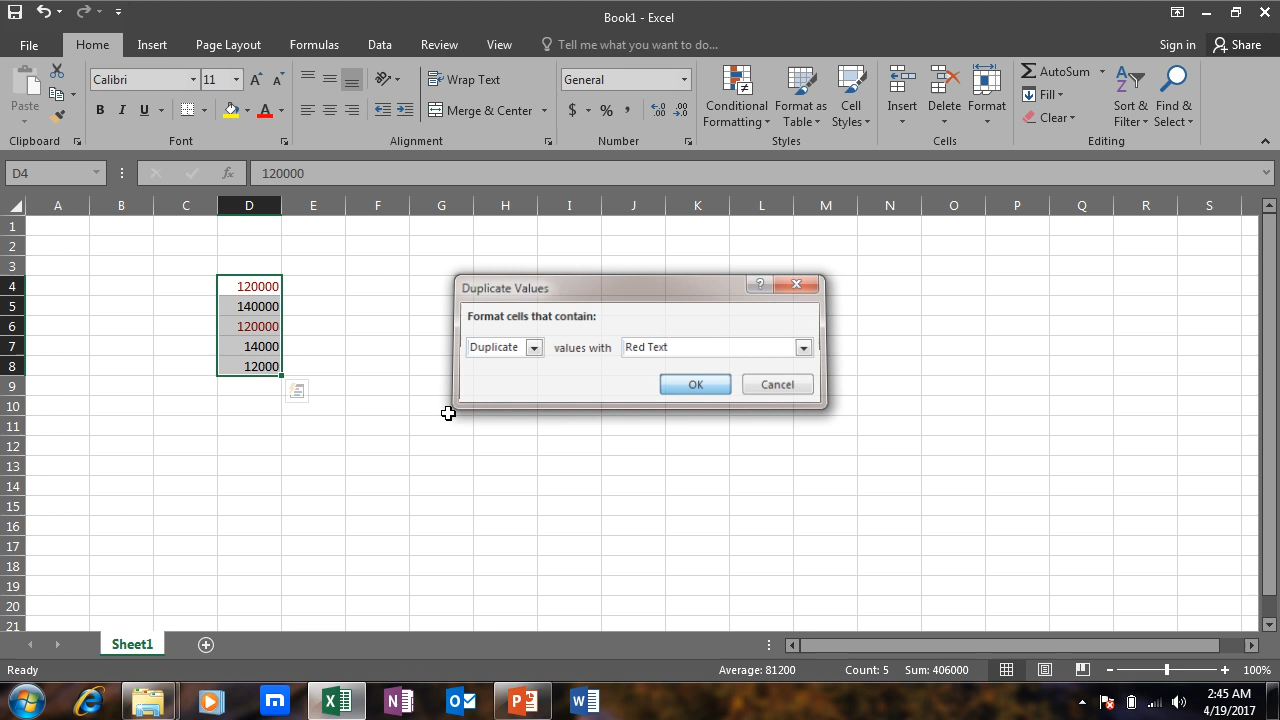 Book1 - Excel
File Home Insert Page Layout Formulas Data Review View Tell me what you want to do... Sign in Share
Calibri 11 A A Wrap Text General AutoSum
Paste B I U A Merge & Center $ % , Conditional Formatting Format as Table Cell Styles Insert Delete Format Fill Clear Sort & Filter Find & Select
Clipboard Font Alignment Number Styles Cells Editing
D4 fx 120000
A B C D E F G H I J K L M N O P Q R S
1
2
3
4 120000
5 140000
6 120000
7 14000
8 12000
9
10
11
12
13
14
15
16
17
18
19
20
21
Duplicate Values ?
Format cells that contain:
Duplicate values with Red Text
OK Cancel
Sheet1
Ready Average: 81200 Count: 5 Sum: 406000 100%
2:45 AM
4/19/2017